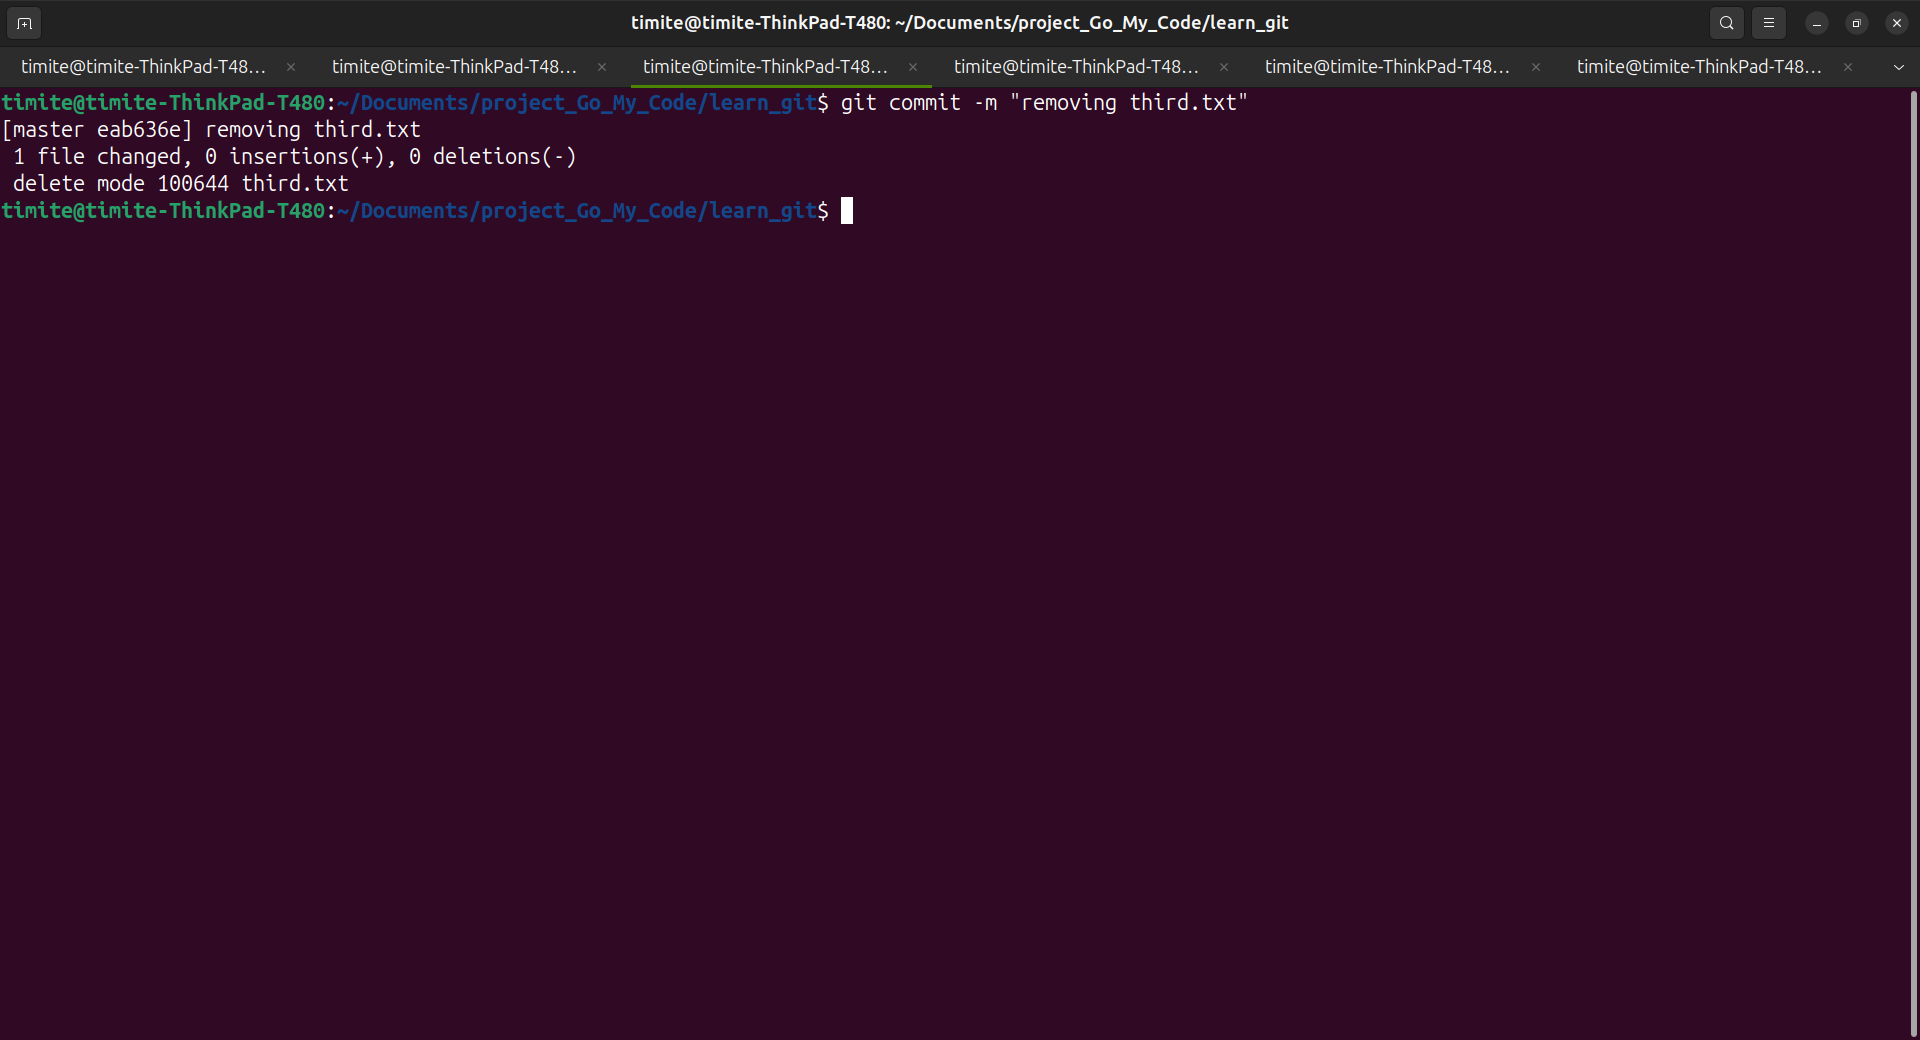 timite@timite-ThinkPad-T480: ~/Documents/project_Go_My_Code/learn_git
timite@timite-ThinkPad-T48... timite@timite-ThinkPad-T48... timite@timite-ThinkPad-T48... timite@timite-ThinkPad-T48... timite@timite-ThinkPad-T48... timite@timite-ThinkPad-T48...
timite@timite-ThinkPad-T480:~/Documents/project_Go_My_Code/learn_git$ git commit -m "removing third.txt"
[master eab636e] removing third.txt
 1 file changed, 0 insertions(+), 0 deletions(-)
 delete mode 100644 third.txt
timite@timite-ThinkPad-T480:~/Documents/project_Go_My_Code/learn_git$